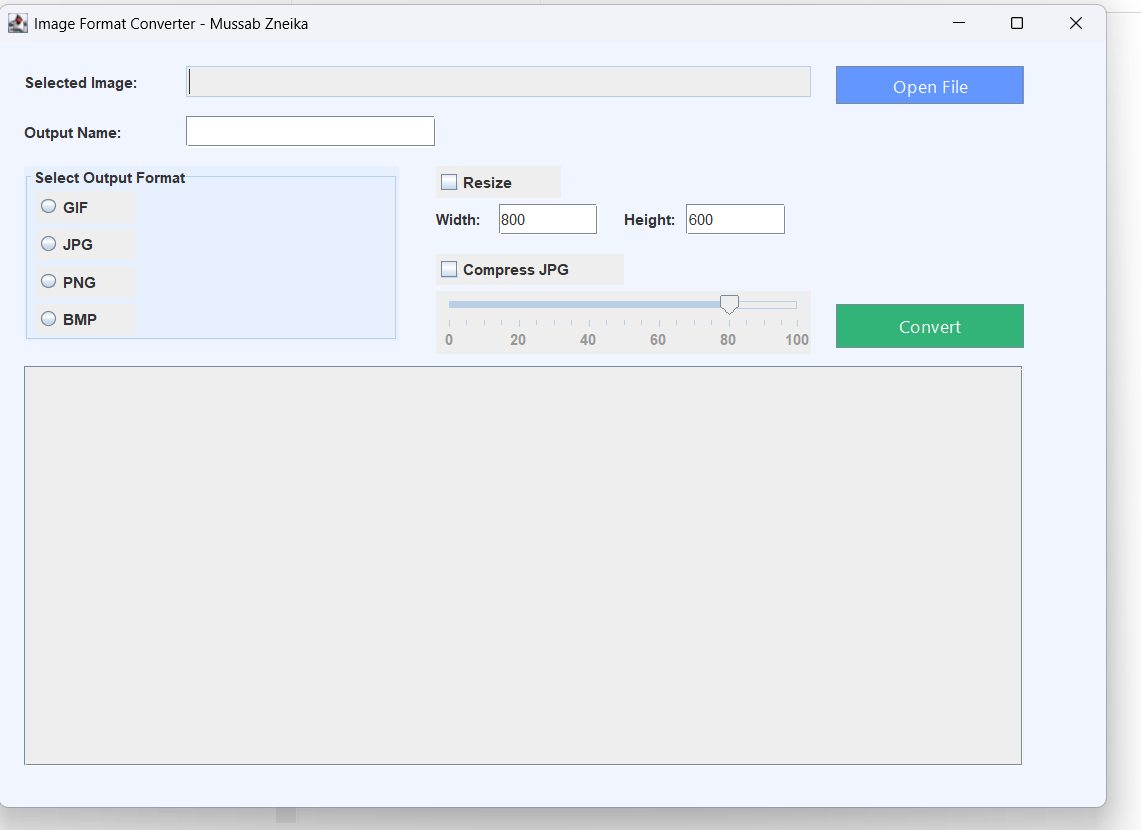 Image Format Converter - Mussab Zneika
Selected Image:
Open File
Output Name:
Select Output Format
GIF
JPG
PNG
BMP
Resize
Width: 800 Height: 600
Compress JPG
0 20 40 60 80 100
Convert